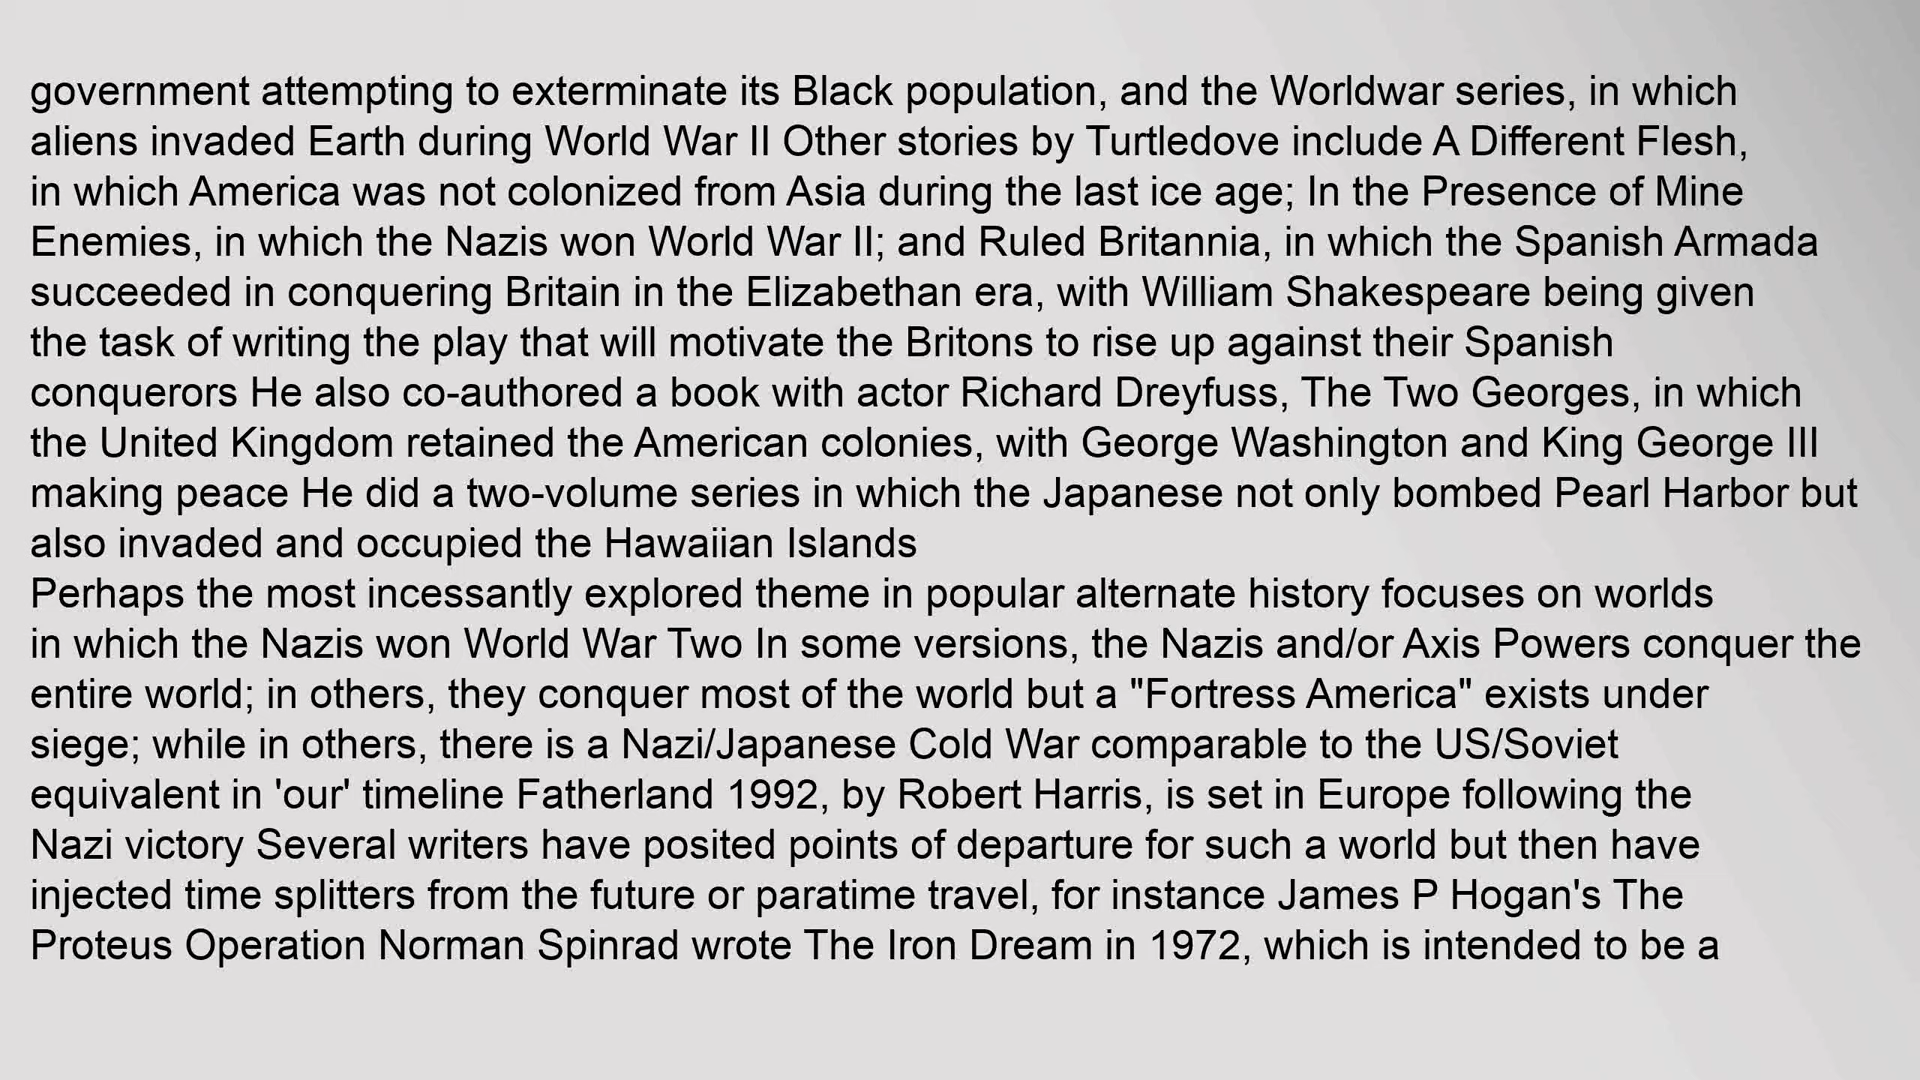 government attempting to exterminate its Black population, and the Worldwar series, in which
aliens invaded Earth during World War II Other stories by Turtledove include A Different Flesh,
in which America was not colonized from Asia during the last ice age; In the Presence of Mine
Enemies, in which the Nazis won World War II; and Ruled Britannia, in which the Spanish Armada
succeeded in conquering Britain in the Elizabethan era, with William Shakespeare being given
the task of writing the play that will motivate the Britons to rise up against their Spanish
conquerors He also co-authored a book with actor Richard Dreyfuss, The Two Georges, in which
the United Kingdom retained the American colonies, with George Washington and King George III
making peace He did a two-volume series in which the Japanese not only bombed Pearl Harbor but
also invaded and occupied the Hawaiian Islands
Perhaps the most incessantly explored theme in popular alternate history focuses on worlds
in which the Nazis won World War Two In some versions, the Nazis and/or Axis Powers conquer the
entire world; in others, they conquer most of the world but a "Fortress America" exists under
siege; while in others, there is a Nazi/Japanese Cold War comparable to the US/Soviet
equivalent in 'our' timeline Fatherland 1992, by Robert Harris, is set in Europe following the
Nazi victory Several writers have posited points of departure for such a world but then have
injected time splitters from the future or paratime travel, for instance James P Hogan's The
Proteus Operation Norman Spinrad wrote The Iron Dream in 1972, which is intended to be a